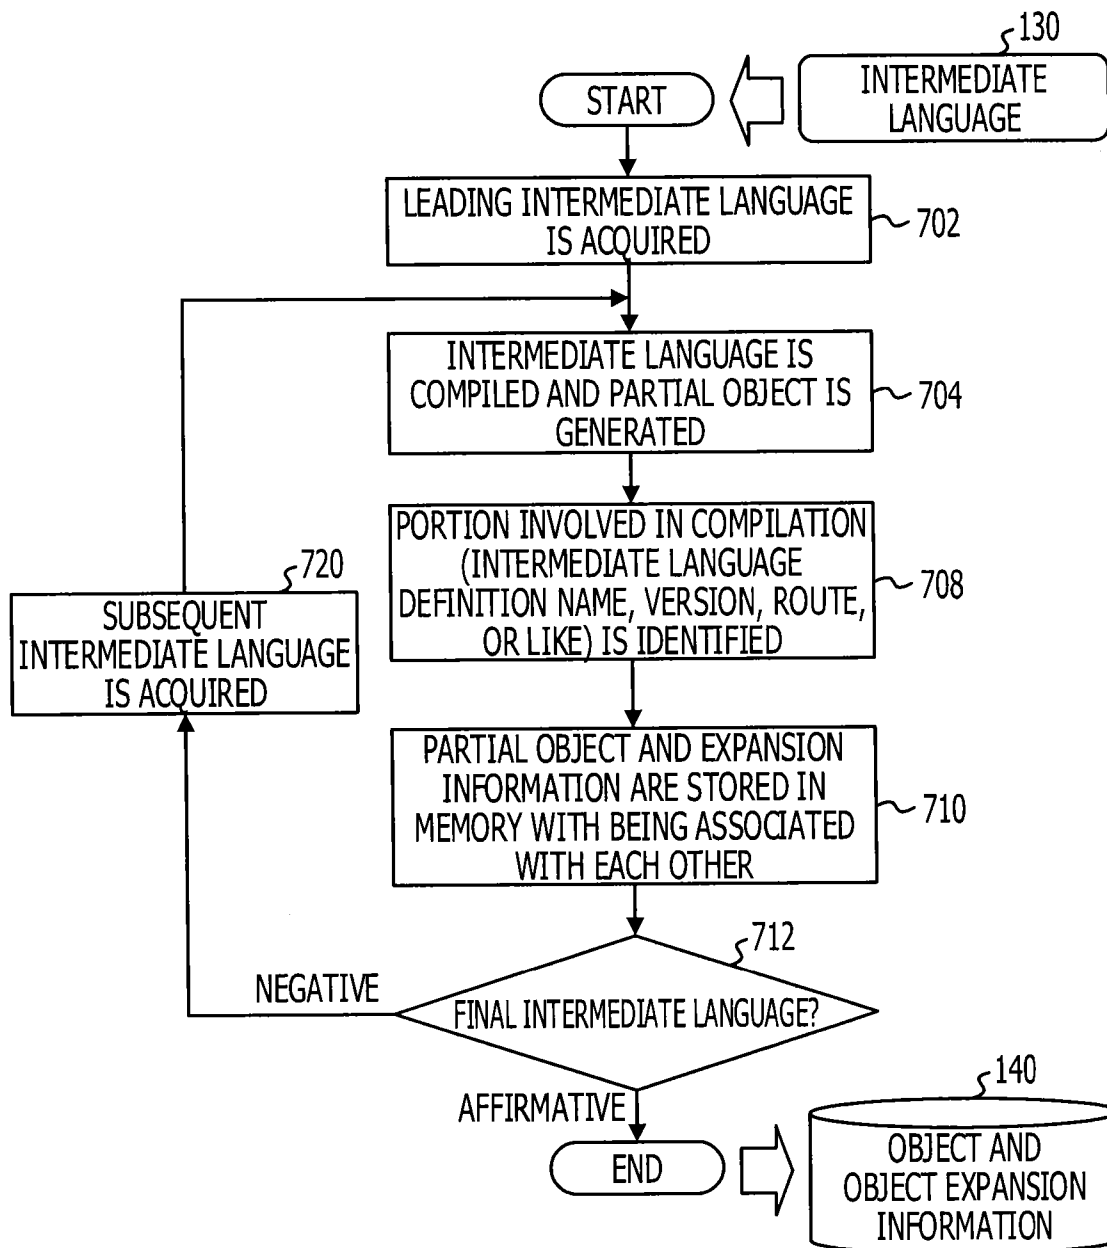 130
INTERMEDIATE
LANGUAGE
START
LEADING INTERMEDIATE LANGUAGE
IS ACQUIRED
702
INTERMEDIATE LANGUAGE IS
COMPILED AND PARTIAL OBJECT IS
GENERATED
704
PORTION INVOLVED IN COMPILATION
(INTERMEDIATE LANGUAGE
DEFINITION NAME, VERSION, ROUTE,
OR LIKE) IS IDENTIFIED
708
720
SUBSEQUENT
INTERMEDIATE LANGUAGE
IS ACQUIRED
PARTIAL OBJECT AND EXPANSION
INFORMATION ARE STORED IN
MEMORY WITH BEING ASSOCIATED
WITH EACH OTHER
710
712
NEGATIVE
FINAL INTERMEDIATE LANGUAGE?
AFFIRMATIVE
END
140
OBJECT AND
OBJECT EXPANSION
INFORMATION